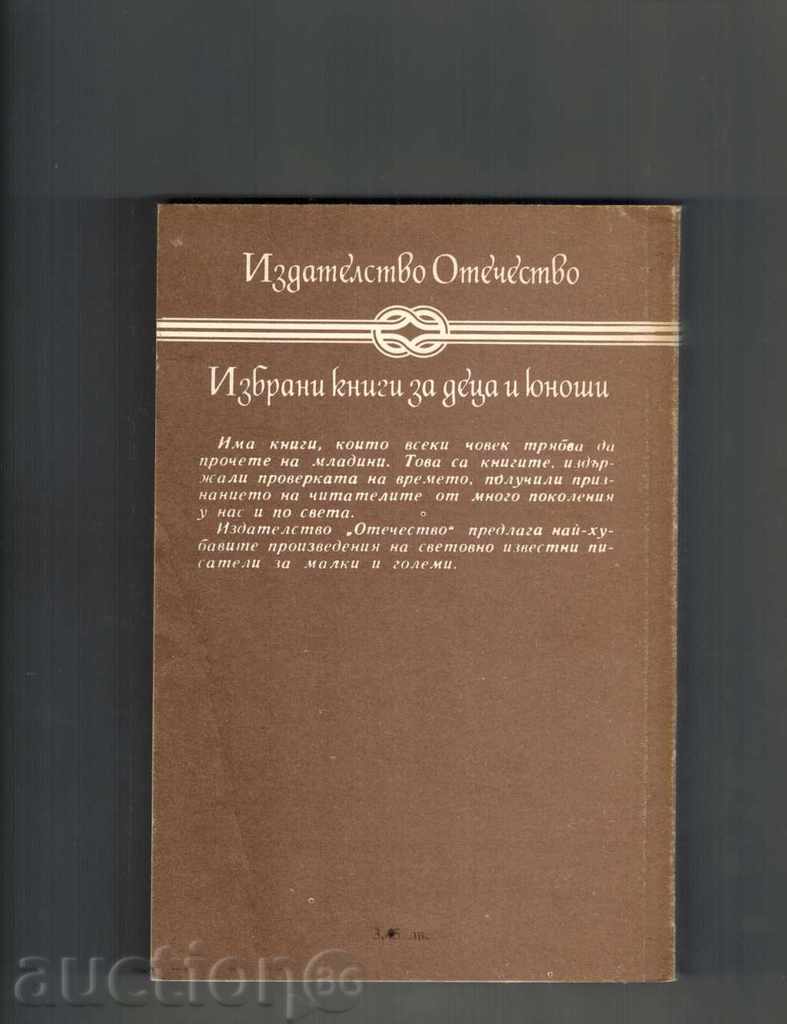 Издателство Отечество
Избрани книги за деца и юноши
Има книги, които всеки човек трябва да
прочете на младини. Това са книгите, издър-
жали проверката на времето, получили приз-
нанието на читателите от много поколения
у нас и по света.
Издателство „Отечество“ предлага най-ху-
бавите произведения на световно известни пи-
сатели за малки и големи.
лв.
auction BG